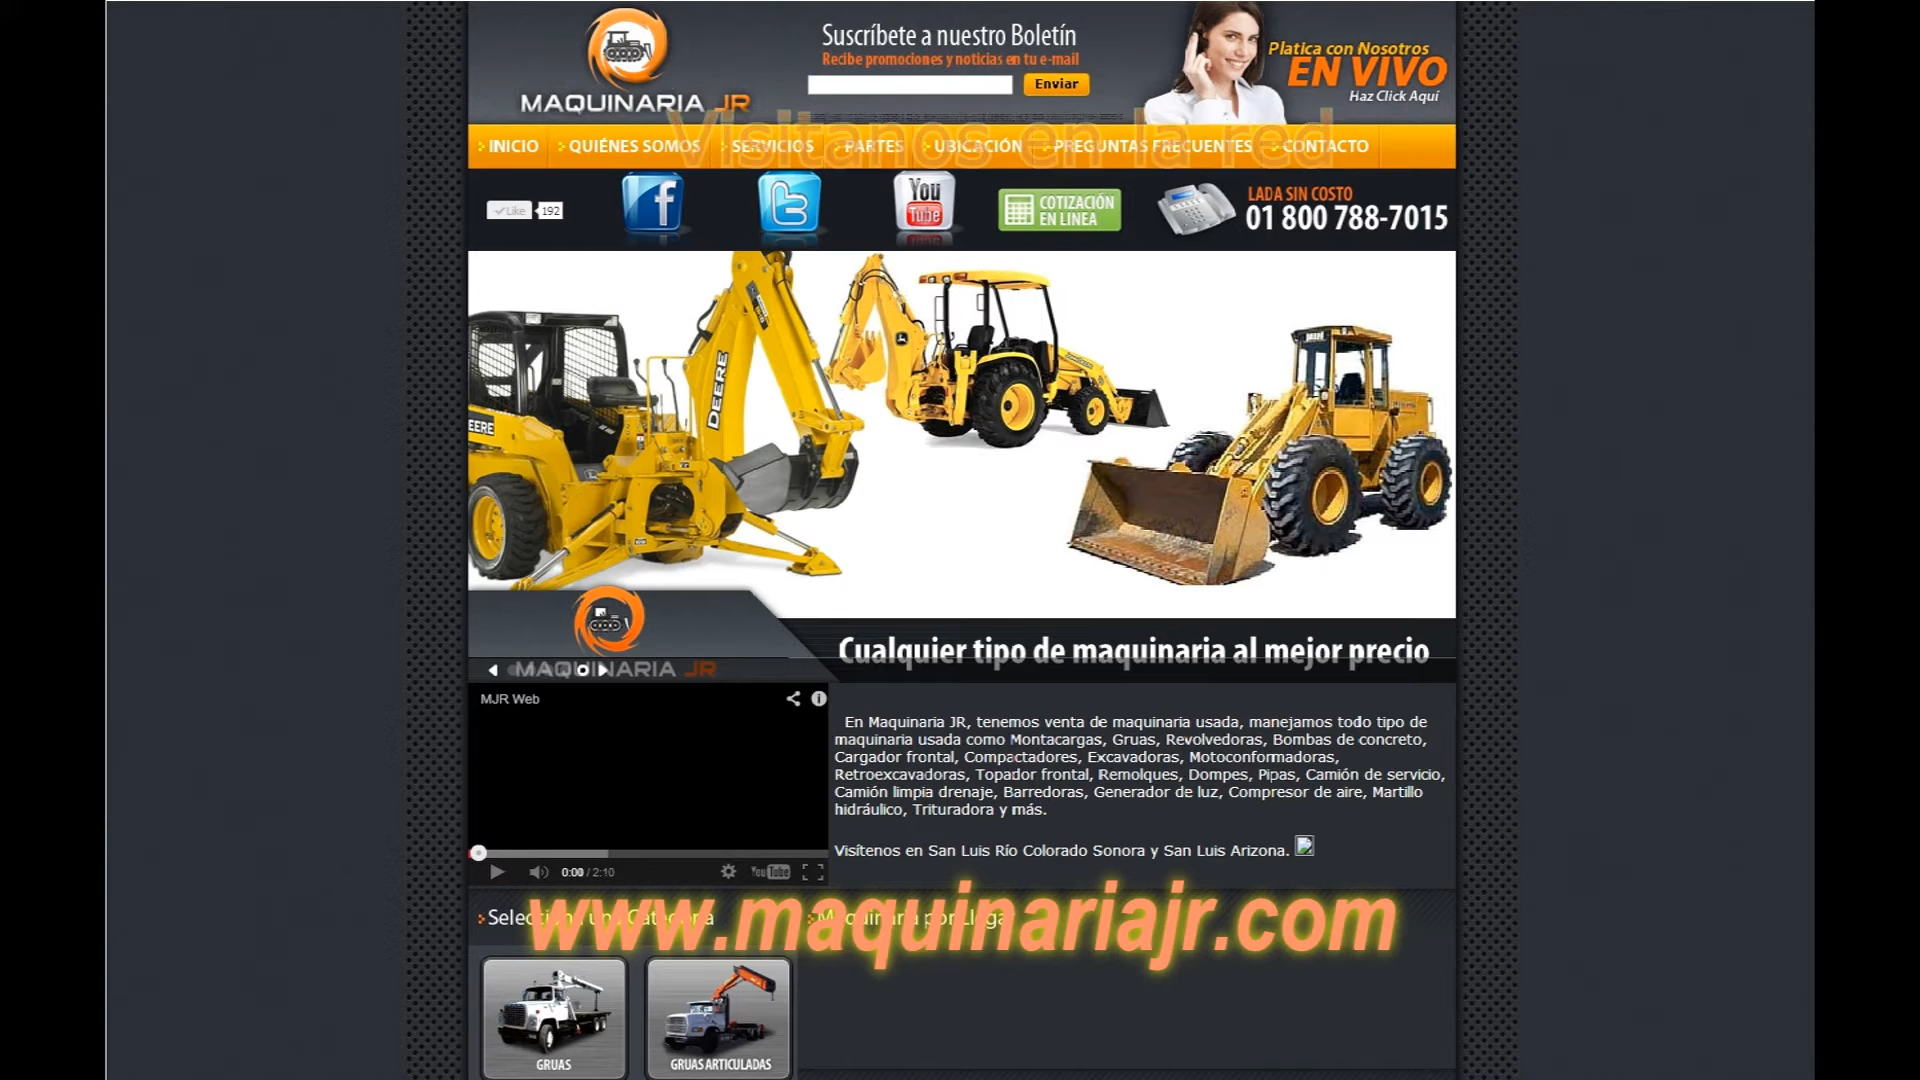 Suscríbete a nuestro Boletín
Recibe promociones y noticias en tu e-mail
Enviar
Platica con Nosotros
EN VIVO
Haz Click Aquí
MAQUINARIA JR
Visitanos en la red
INICIO QUIÉNES SOMOS SERVICIOS PARTES UBICACIÓN PREGUNTAS FRECUENTES CONTACTO
Like 192
You Tube
COTIZACIÓN
EN LINEA
LADA SIN COSTO
01 800 788-7015
DEERE
EERE
Cualquier tipo de maquinaria al mejor precio
MAQUINARIA JR
MJR Web
En Maquinaria JR, tenemos venta de maquinaria usada, manejamos todo tipo de
maquinaria usada como Montacargas, Gruas, Revolvedoras, Bombas de concreto,
Cargador frontal, Compactadores, Excavadoras, Motoconformadoras,
Retroexcavadoras, Topador frontal, Remolques, Dompes, Pipas, Camión de servicio,
Camión limpia drenaje, Barredoras, Generador de luz, Compresor de aire, Martillo
hidráulico, Trituradora y más.
Visítenos en San Luis Río Colorado Sonora y San Luis Arizona.
0:00 / 2:10
YouTube
Selecciona una Categoria Maquinaria por Llegar
www.maquinariajr.com
GRUAS
GRUAS ARTICULADAS